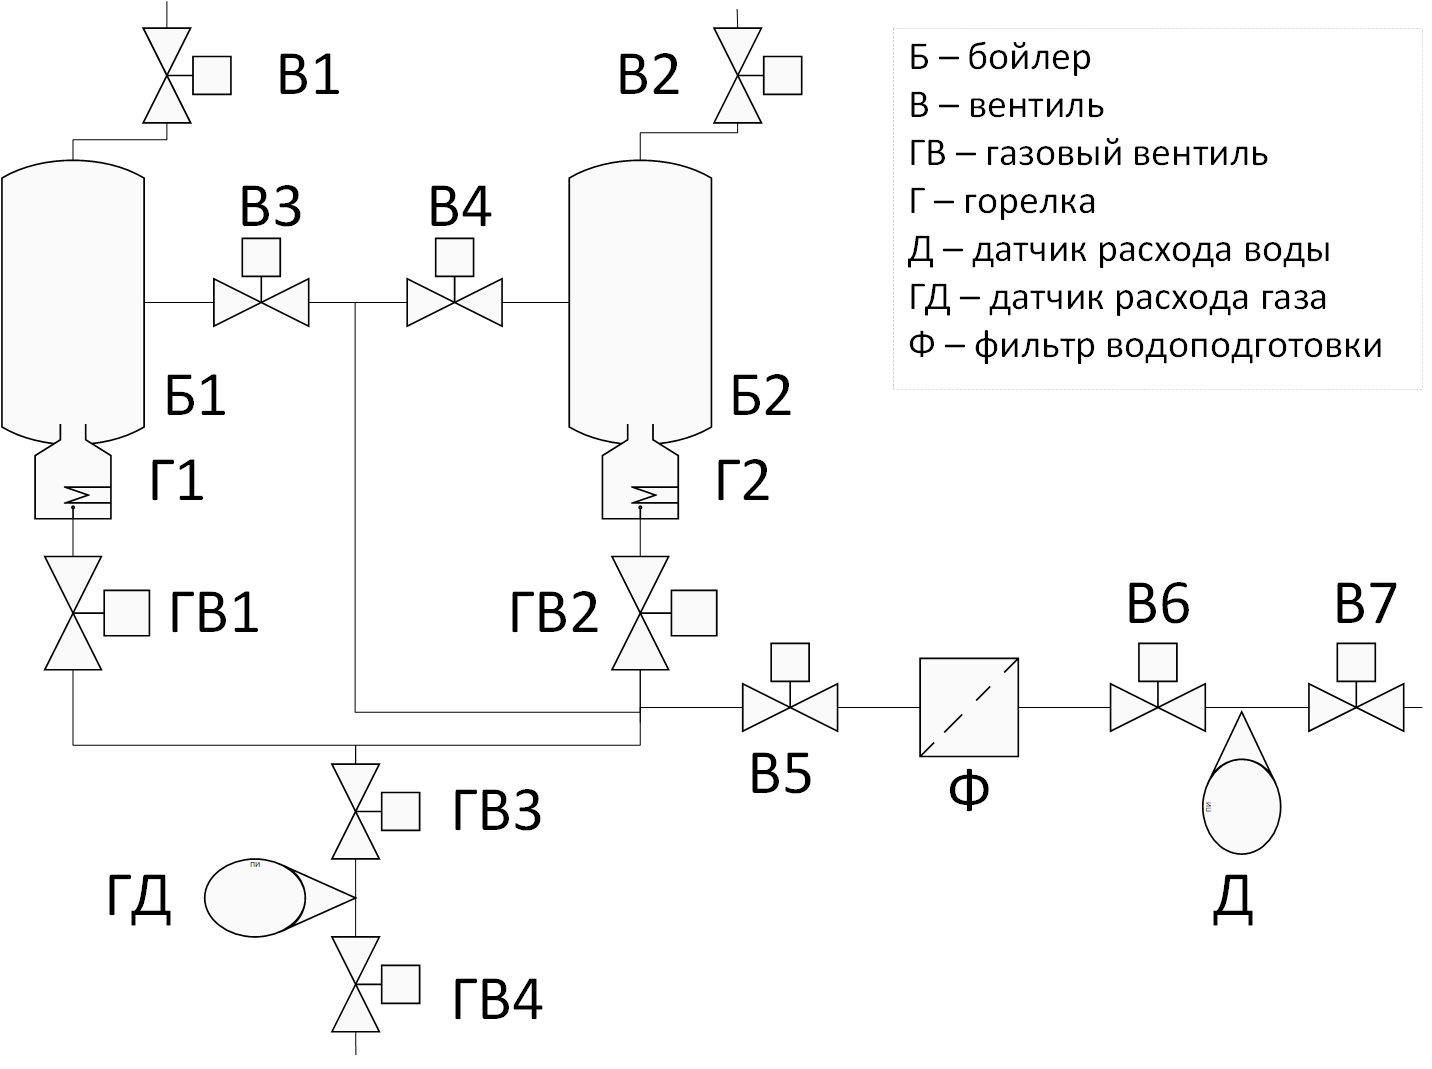 В1
В2
Б – бойлер
В – вентиль
ГВ – газовый вентиль
Г – горелка
Д – датчик расхода воды
ГД – датчик расхода газа
Ф – фильтр водоподготовки
В3
В4
Б1
Б2
Г1
Г2
ГВ1
ГВ2
В6
В7
В5
Ф
ГВ3
ПИ
ГД
ПИ
Д
ГВ4